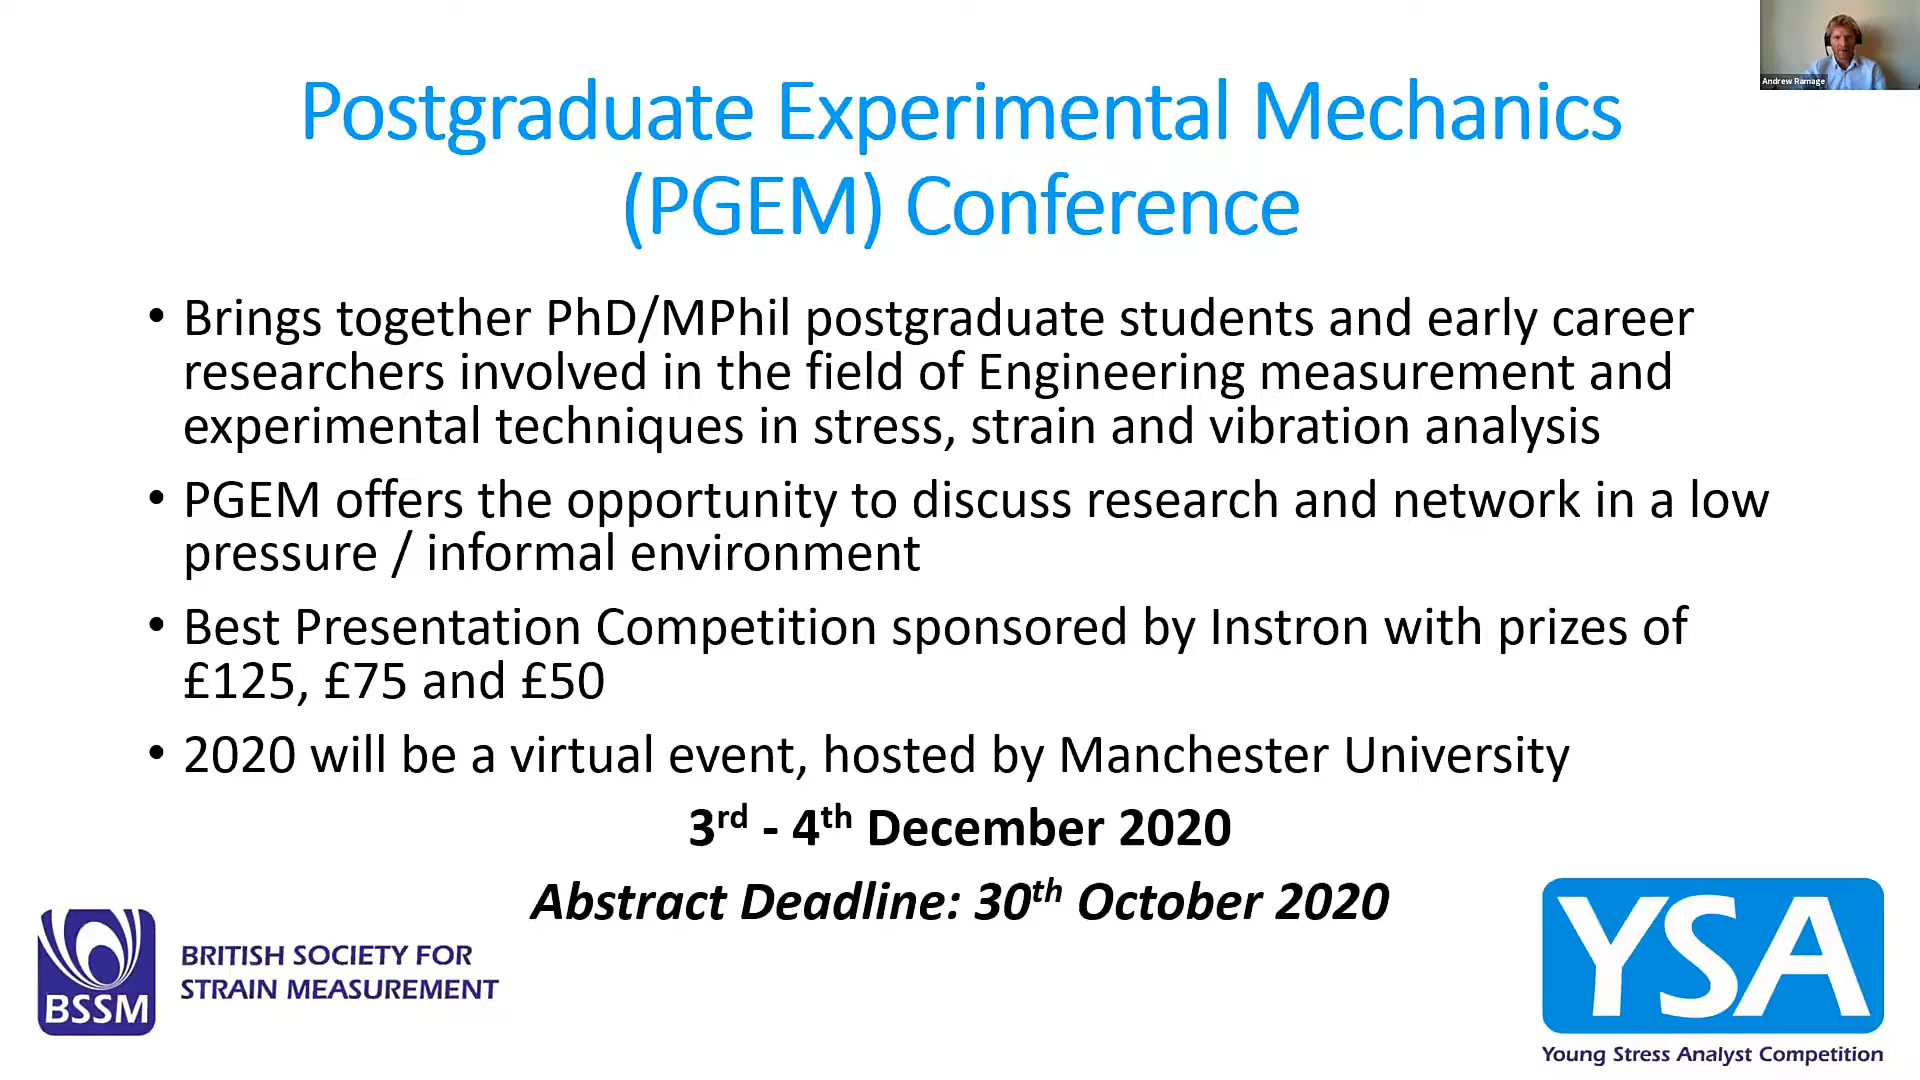 Andrew Ramage
Postgraduate Experimental Mechanics
(PGEM) Conference
• Brings together PhD/MPhil postgraduate students and early career
researchers involved in the field of Engineering measurement and
experimental techniques in stress, strain and vibration analysis
• PGEM offers the opportunity to discuss research and network in a low
pressure / informal environment
• Best Presentation Competition sponsored by Instron with prizes of
£125, £75 and £50
• 2020 will be a virtual event, hosted by Manchester University
3rd - 4th December 2020
Abstract Deadline: 30th October 2020
BSSM
BRITISH SOCIETY FOR
STRAIN MEASUREMENT
YSA
Young Stress Analyst Competition